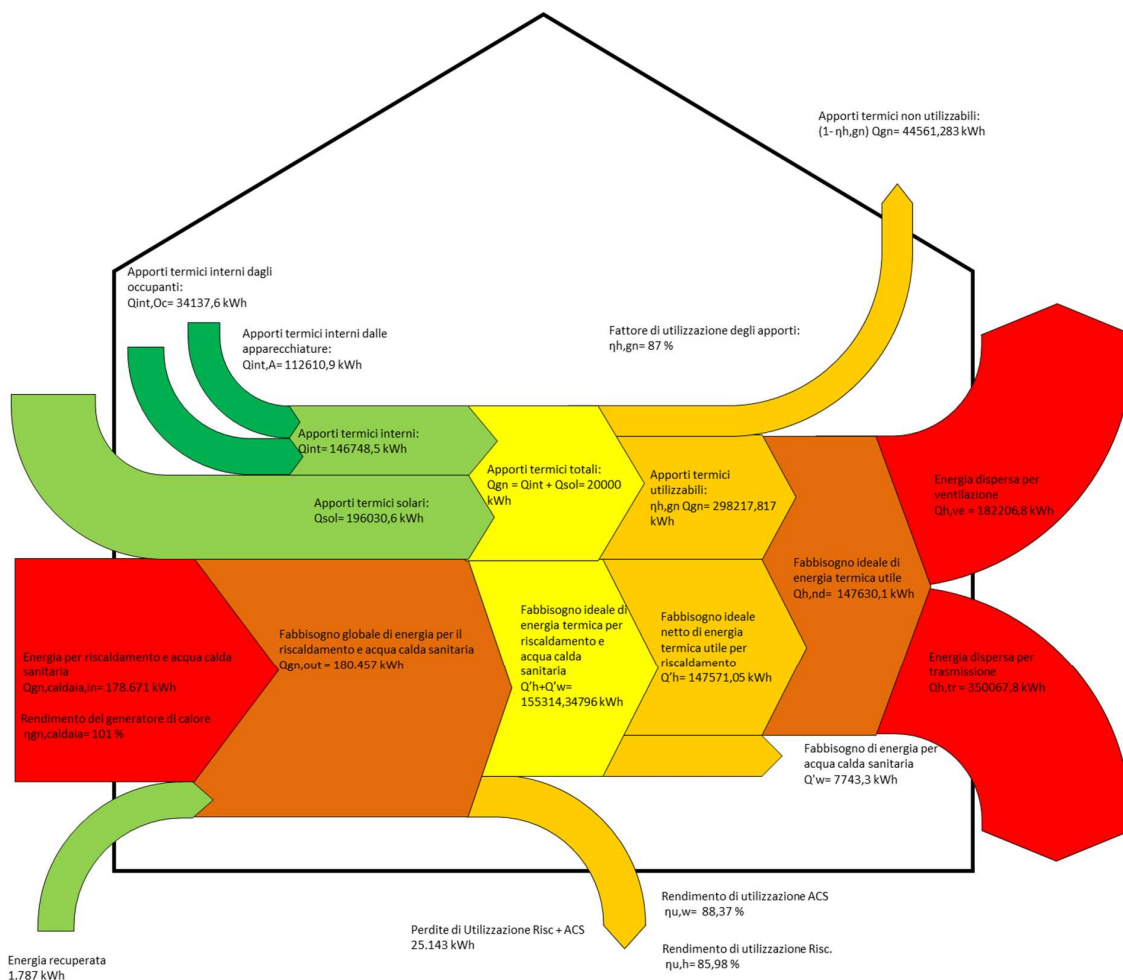 Apporti termici non utilizzabili:
(1- ηh,gn) Qgn= 44561,283 kWh
Apporti termici interni dagli
occupanti:
Qint,Oc= 34137,6 kWh
Apporti termici interni dalle
apparecchiature:
Qint,A= 112610,9 kWh
Fattore di utilizzazione degli apporti:
ηh,gn= 87 %
Apporti termici interni:
Qint= 146748,5 kWh
Apporti termici solari:
Qsol= 196030,6 kWh
Apporti termici totali:
Qgn = Qint + Qsol= 20000
kWh
Apporti termici
utilizzabili:
ηh,gn Qgn= 298217,817
kWh
Energia dispersa per
ventilazione
Qh,ve = 182206,8 kWh
Fabbisogno ideale di
energia termica utile
Qh,nd= 147630,1 kWh
Energia per riscaldamento e acqua calda
sanitaria
Qgn,caldaia,in= 178.671 kWh
Rendimento del generatore di calore
ηgn,caldaia= 101 %
Fabbisogno globale di energia per il
riscaldamento e acqua calda sanitaria
Qgn,out = 180.457 kWh
Fabbisogno ideale di
energia termica per
riscaldamento e
acqua calda
sanitaria
Q'h+Q'w=
155314,34796 kWh
Fabbisogno ideale
netto di energia
termica utile per
riscaldamento
Q'h= 147571,05 kWh
Energia dispersa per
trasmissione
Qh,tr = 350067,8 kWh
Fabbisogno di energia per
acqua calda sanitaria
Q'w= 7743,3 kWh
Energia recuperata
1.787 kWh
Perdite di Utilizzazione Risc + ACS
25.143 kWh
Rendimento di utilizzazione ACS
ηu,w= 88,37 %
Rendimento di utilizzazione Risc.
ηu,h= 85,98 %